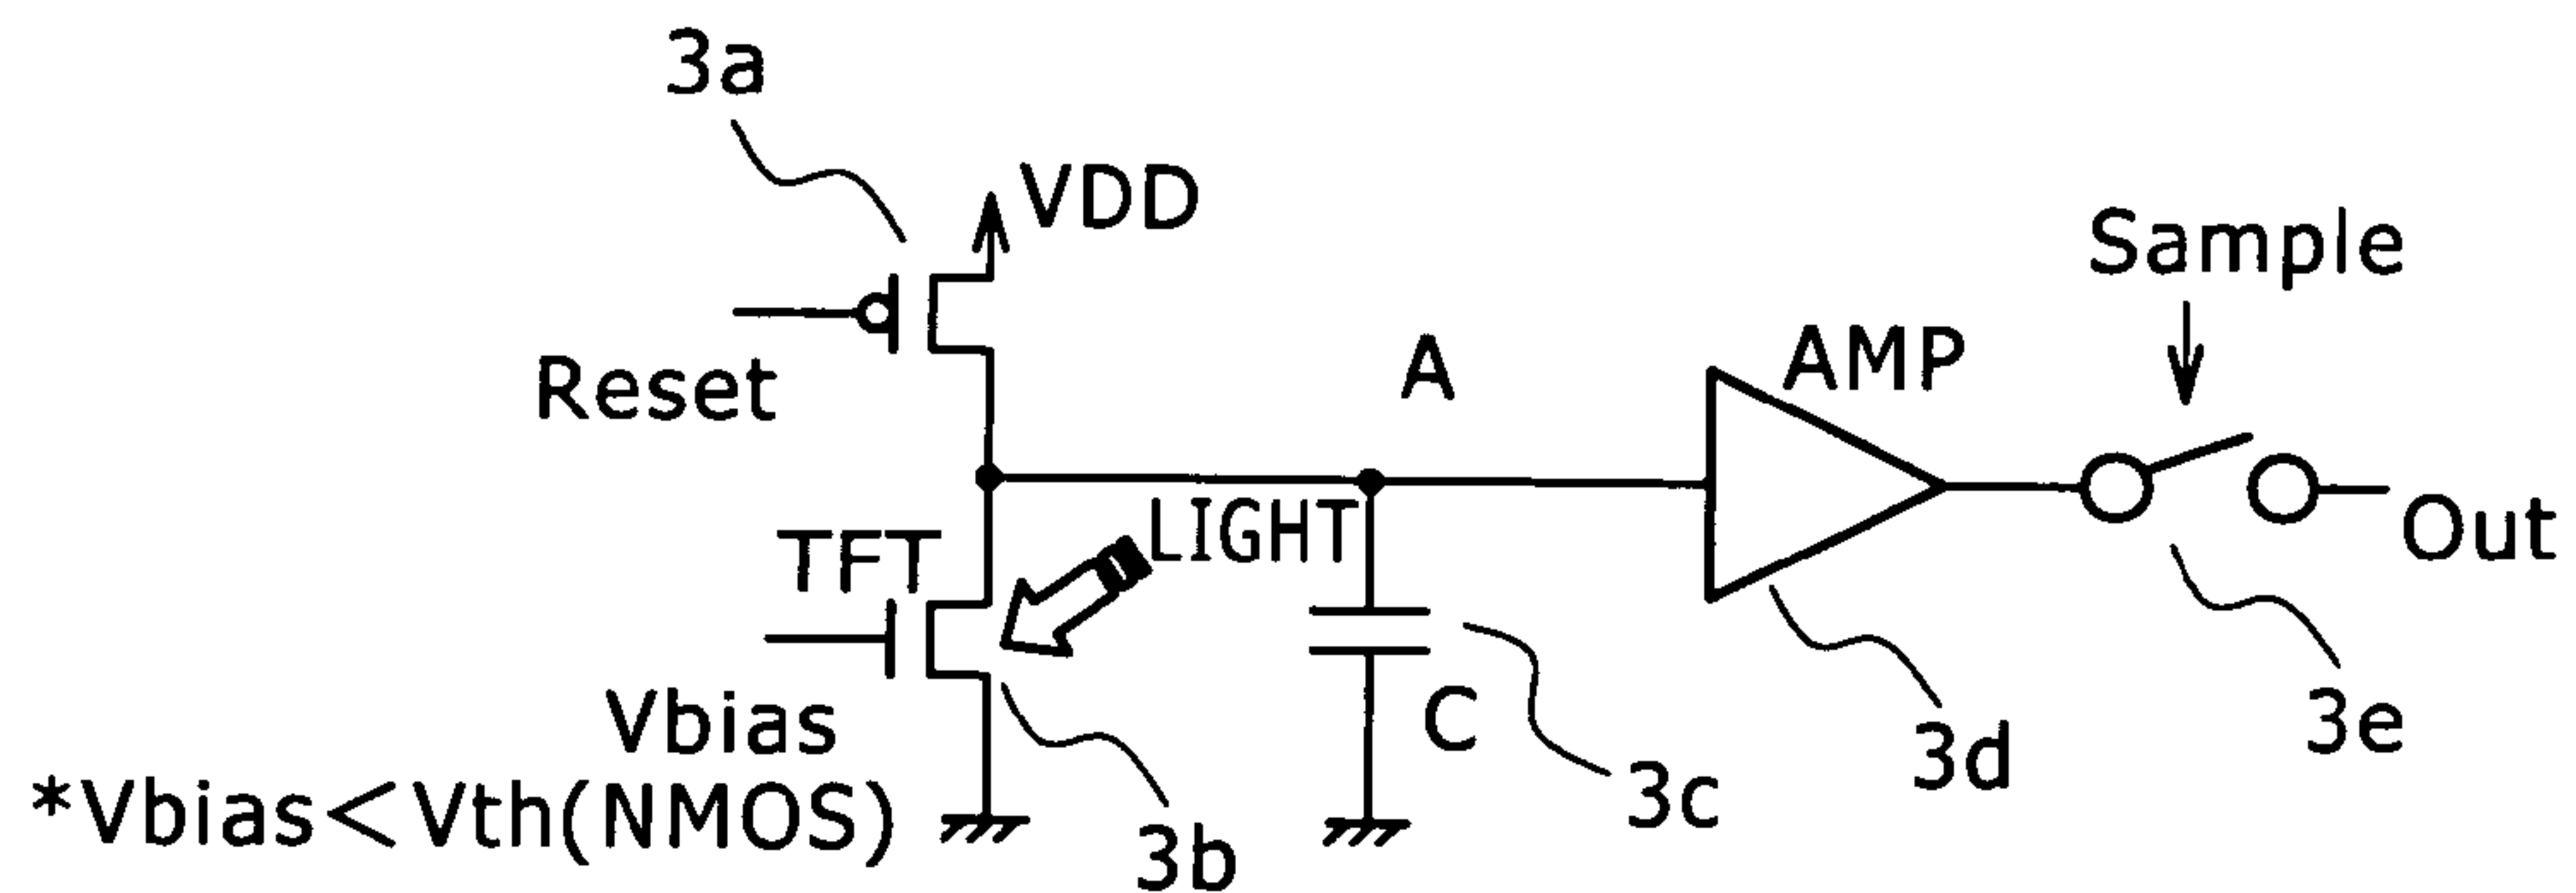 3a
VDD
Sample
Reset
A
AMP
TFT
LIGHT
Out
Vbias
*Vbias<Vth(NMOS)
C
3b
3c
3d
3e